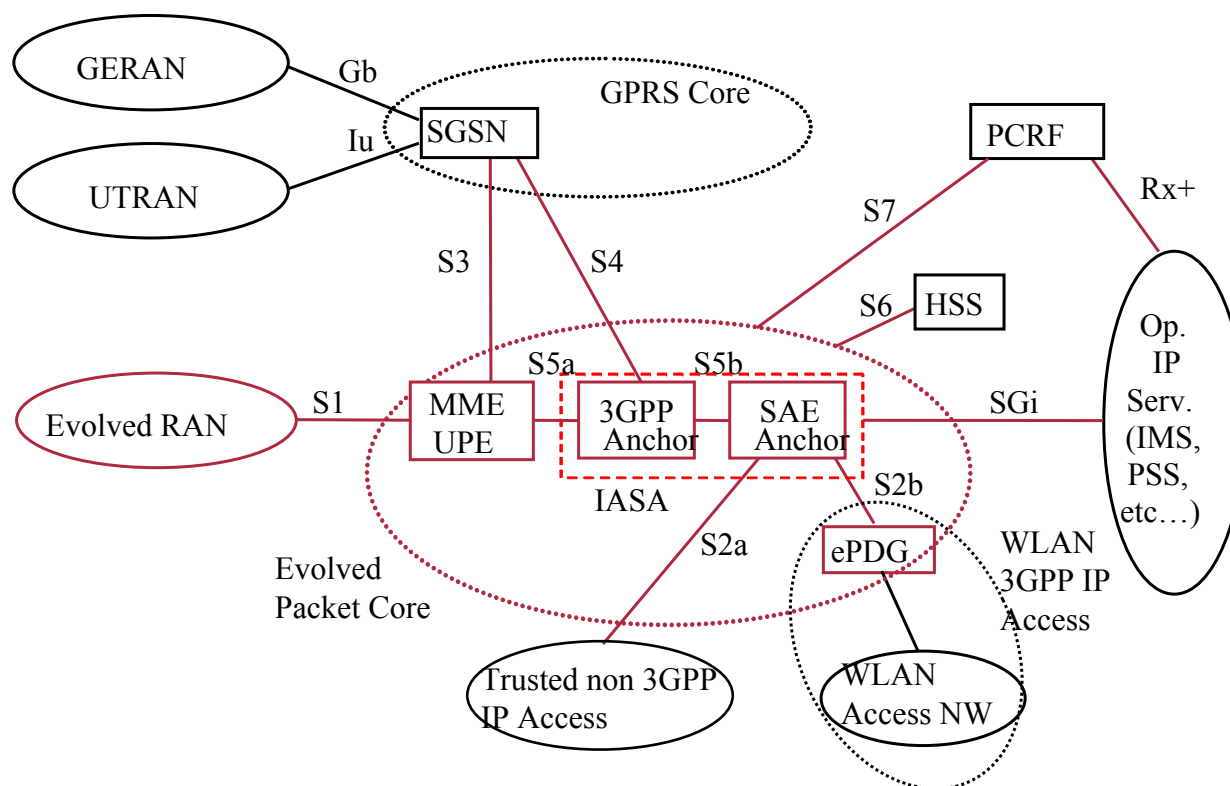 GERAN
Gb
GPRS Core
SGSN
PCRF
Iu
UTRAN
Rx+
S7
S3
S4
S6
HSS
Op.
IP
Serv.
(IMS,
PSS,
etc…)
S5a
S5b
S1
Evolved RAN
MME
UPE
3GPP
Anchor
SAE
Anchor
SGi
IASA
S2b
S2a
ePDG
WLAN
3GPP IP
Access
Evolved
Packet Core
Trusted non 3GPP
IP Access
WLAN
Access NW